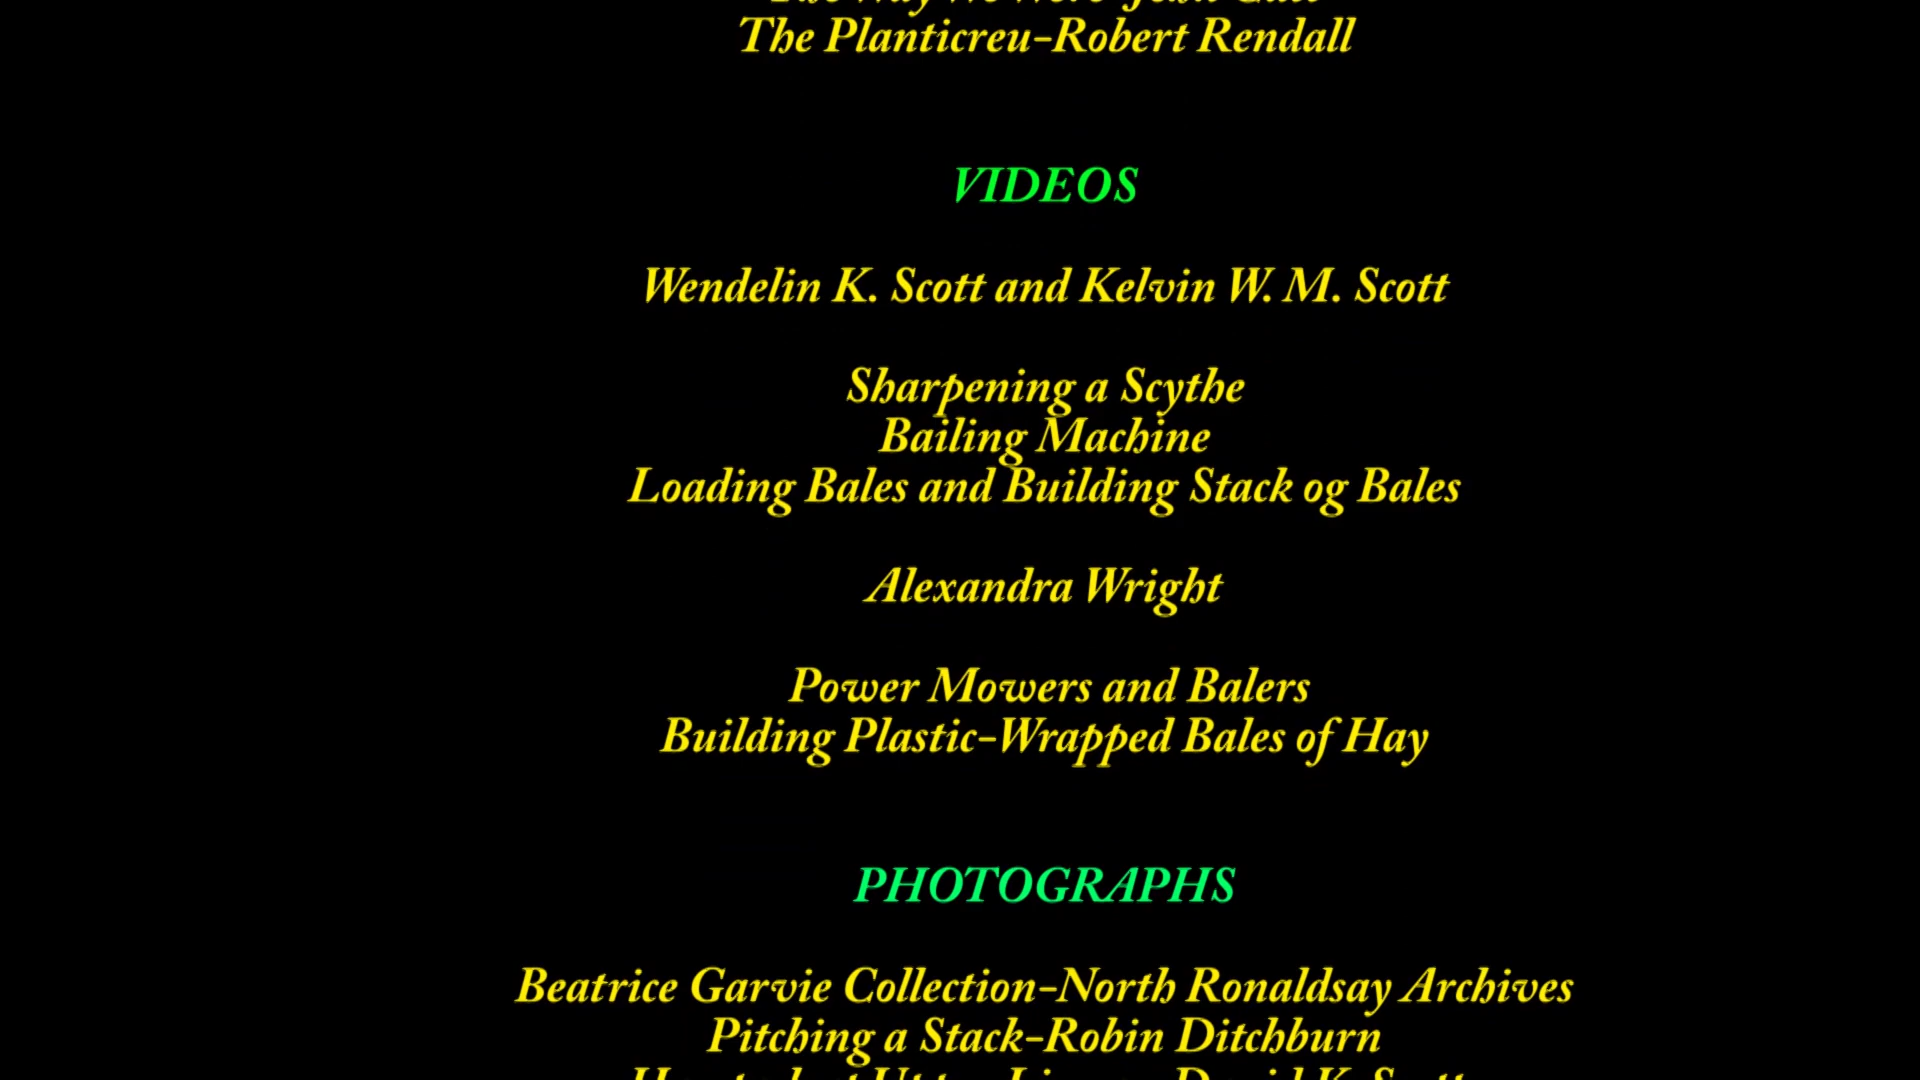 The Planticreu-Robert Rendall
VIDEOS
Wendelin K. Scott and Kelvin W. M. Scott
Sharpening a Scythe
Bailing Machine
Loading Bales and Building Stack og Bales
Alexandra Wright
Power Mowers and Balers
Building Plastic-Wrapped Bales of Hay
PHOTOGRAPHS
Beatrice Garvie Collection-North Ronaldsay Archives
Pitching a Stack-Robin Ditchburn